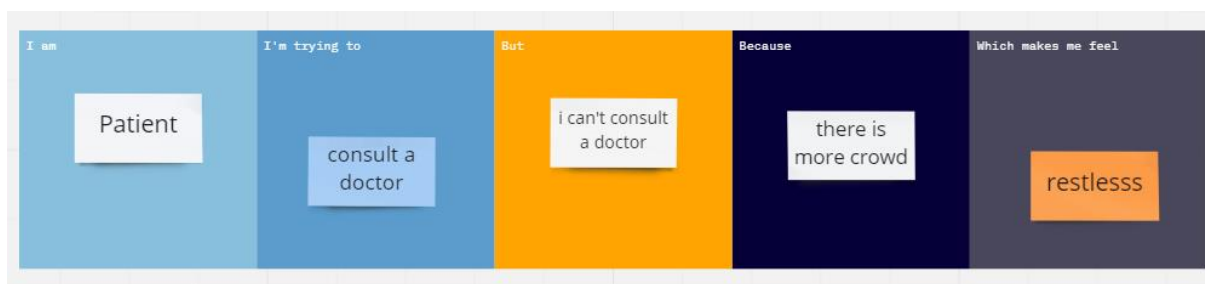 I am
Patient
I'm trying to
consult a
doctor
But
i can't consult
a doctor
Because
there is
more crowd
Which makes me feel
restlesss